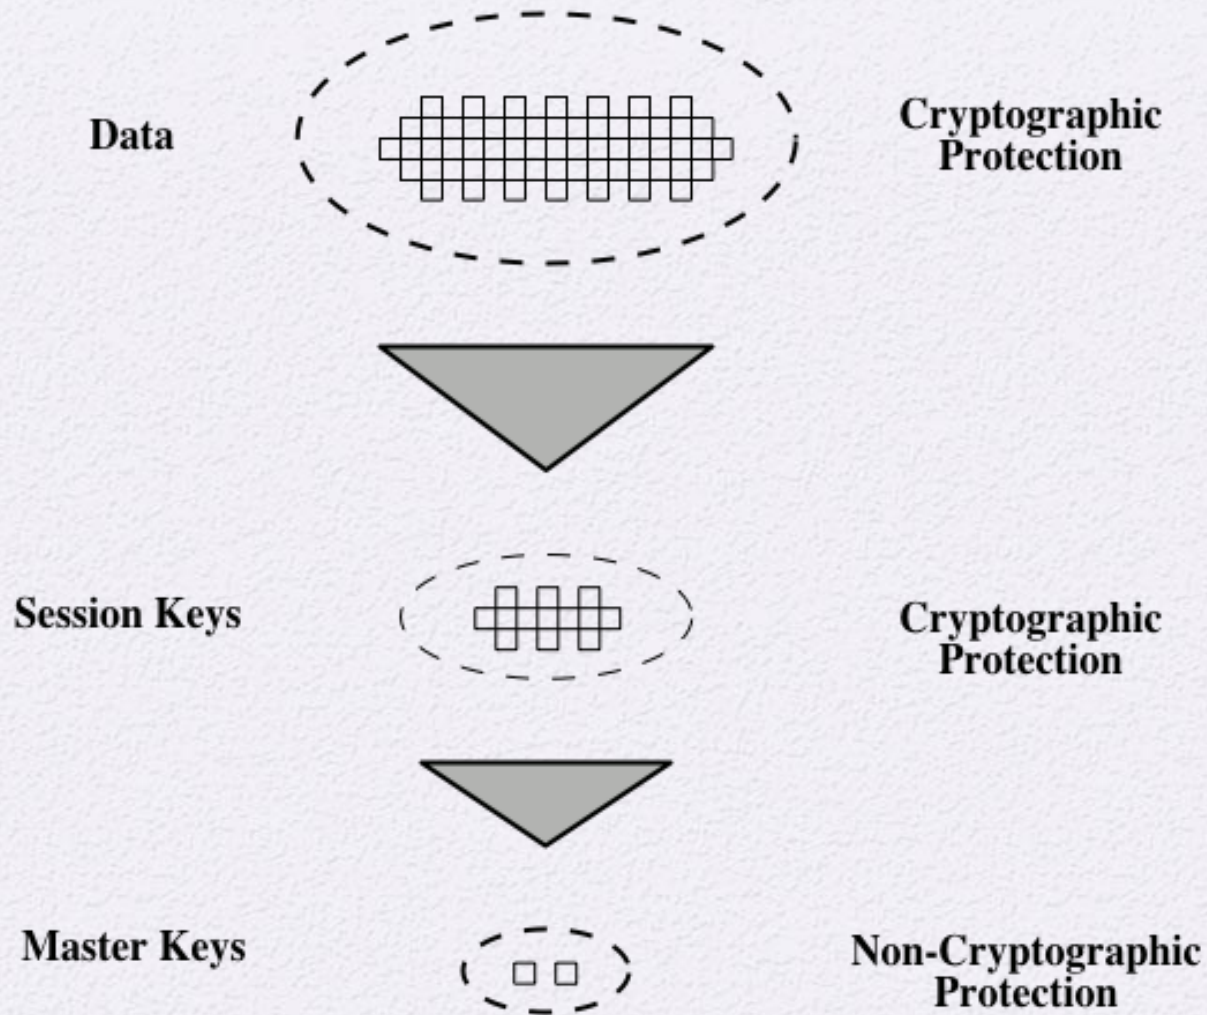 Data
Cryptographic
Protection
Session Keys
Cryptographic
Protection
Master Keys
Non-Cryptographic
Protection